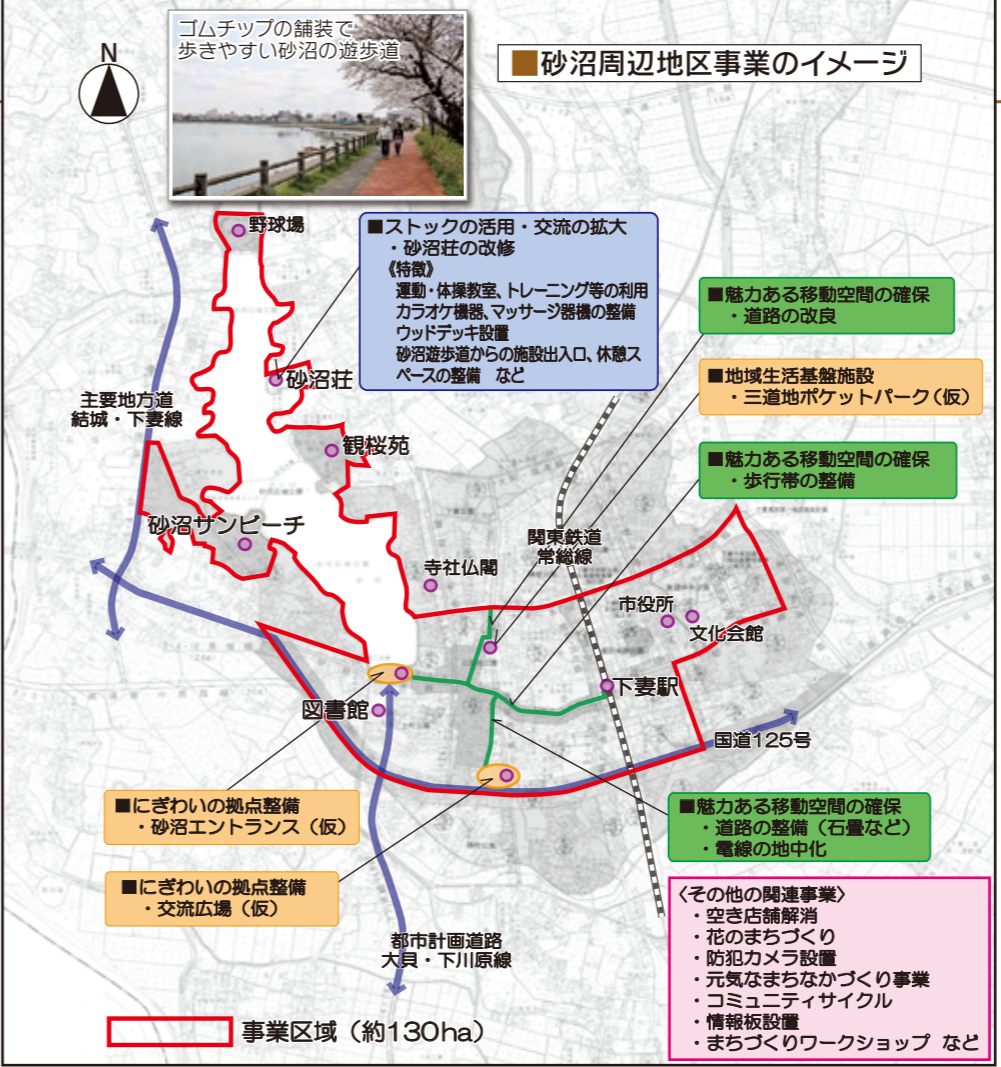 ゴムチップの舗装で
歩きやすい砂沼の遊歩道
N
■砂沼周辺地区事業のイメージ
野球場
■ストックの活用・交流の拡大
・砂沼荘の改修
《特徴》
運動・体操教室、トレーニング等の利用
カラオケ機器、マッサージ器機の整備
ウッドデッキ設置
砂沼遊歩道からの施設出入口、休憩ス
ペースの整備 など
■魅力ある移動空間の確保
・道路の改良
■地域生活基盤施設
・三道地ポケットパーク(仮)
■魅力ある移動空間の確保
・歩行帯の整備
砂沼荘
主要地方道
結城・下妻線
観桜苑
砂沼サンビーチ
関東鉄道
常総線
寺社仏閣
市役所
文化会館
下妻駅
図書館
国道125号
■にぎわいの拠点整備
・砂沼エントランス(仮)
■魅力ある移動空間の確保
・道路の整備(石畳など)
・電線の地中化
■にぎわいの拠点整備
・交流広場(仮)
都市計画道路
大貝・下川原線
〈その他の関連事業〉
・空き店舗解消
・花のまちづくり
・防犯カメラ設置
・元気なまちなかづくり事業
・コミュニティサイクル
・情報板設置
・まちづくりワークショップ など
事業区域(約130ha)